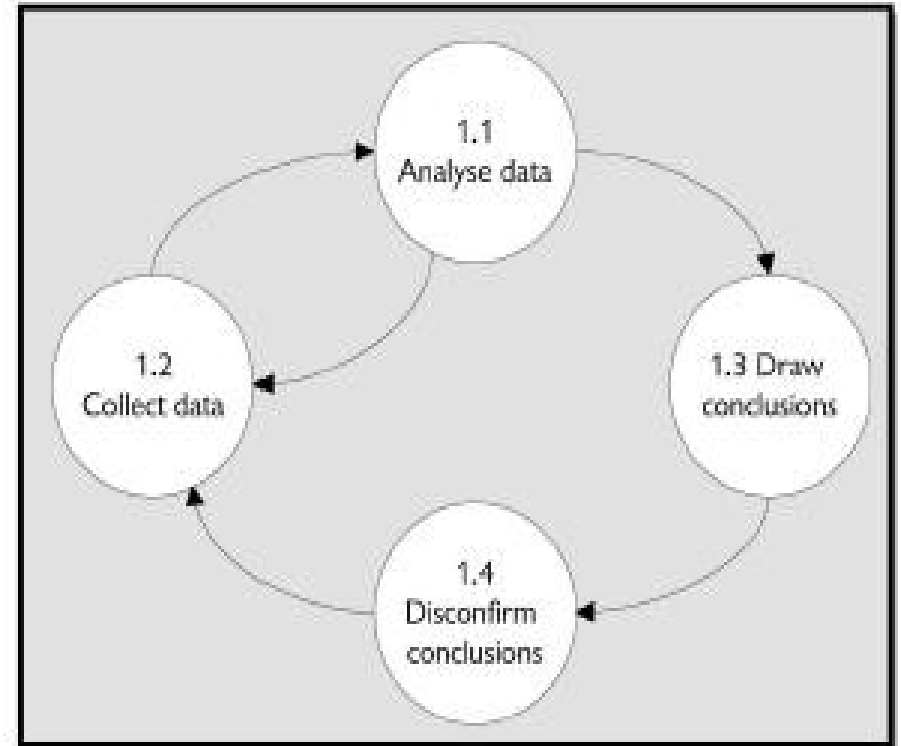 1.1
Analyse data
1.2
Collect data
1.3 Draw
conclusions
1.4
Disconfirm
conclusions